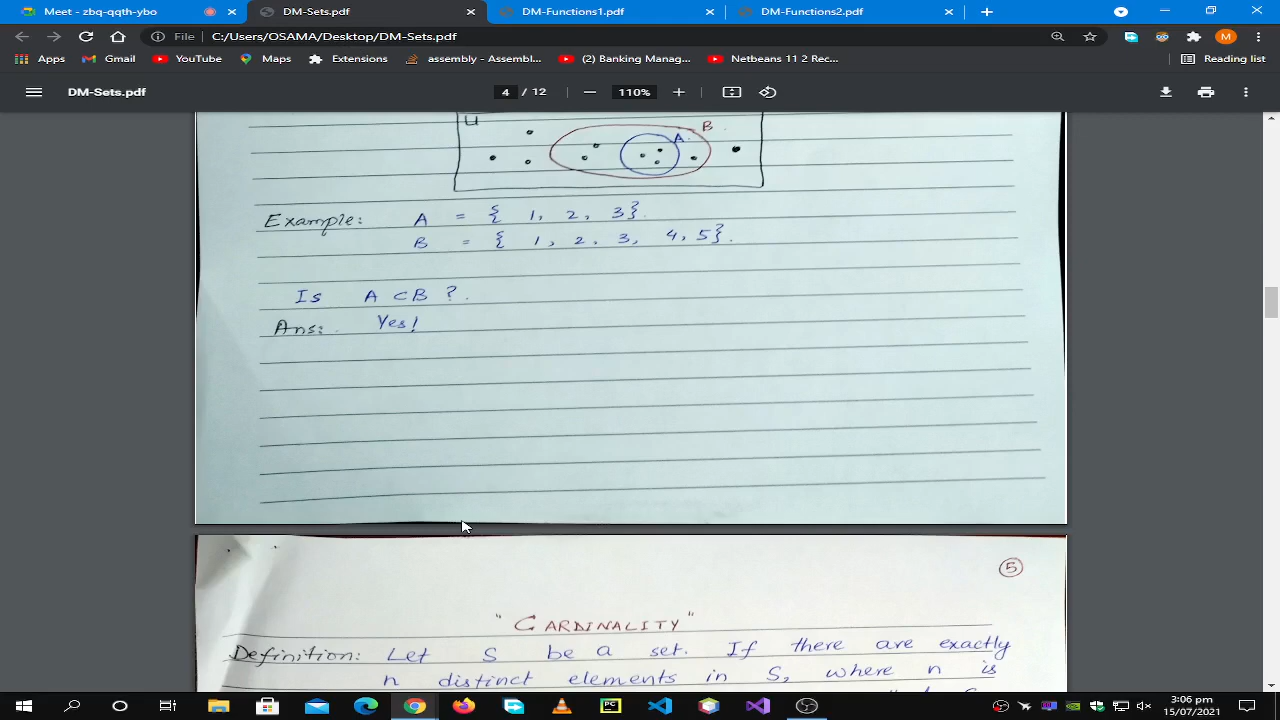 Meet - zbq-qqth-ybo
DM-Sets.pdf
DM-Functions1.pdf
DM-Functions2.pdf
File
C:/Users/OSAMA/Desktop/DM-Sets.pdf
Apps
Gmail
YouTube
Maps
Extensions
assembly - Assembl...
(2) Banking Manag...
Netbeans 11 2 Rec...
Reading list
DM-Sets.pdf
4 / 12
110%
U
B
A
Example: A = { 1, 2, 3}.
B = { 1, 2, 3, 4, 5}.
Is A ⊂ B ?.
Ans: Yes!
5
"CARDINALITY"
Definition: Let S be a set. If there are exactly
n distinct elements in S, where n is
3:06 pm
15/07/2021